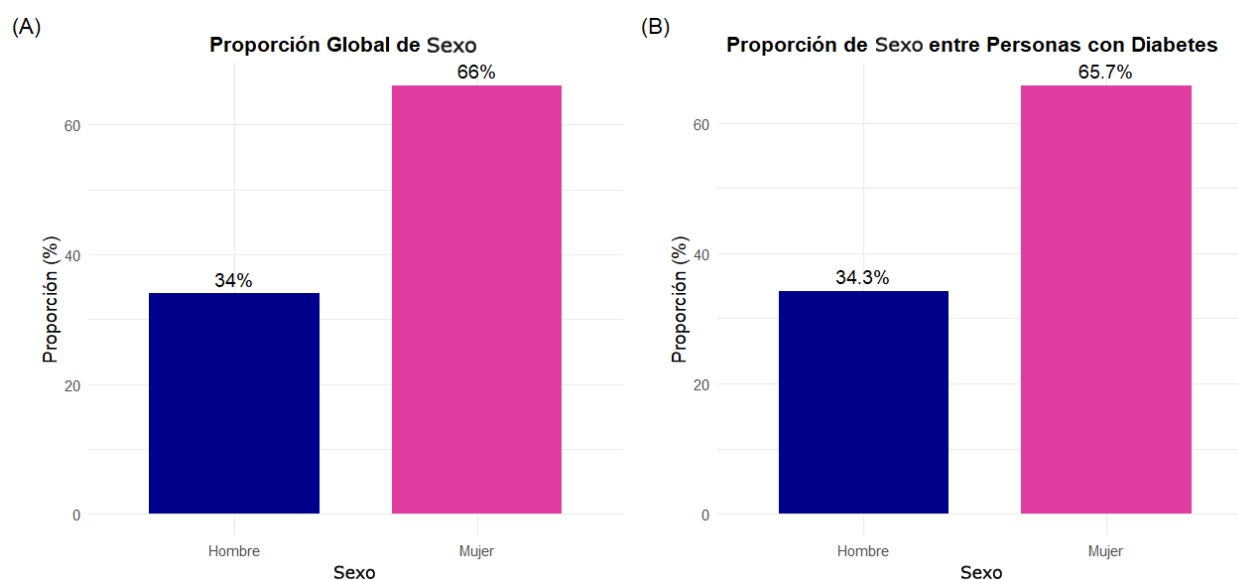 (A)
Proporción Global de Sexo
66%
60
40
34%
20
0
Proporción (%)
Hombre
Mujer
Sexo
(B)
Proporción de Sexo entre Personas con Diabetes
65.7%
60
40
34.3%
20
0
Proporción (%)
Hombre
Mujer
Sexo